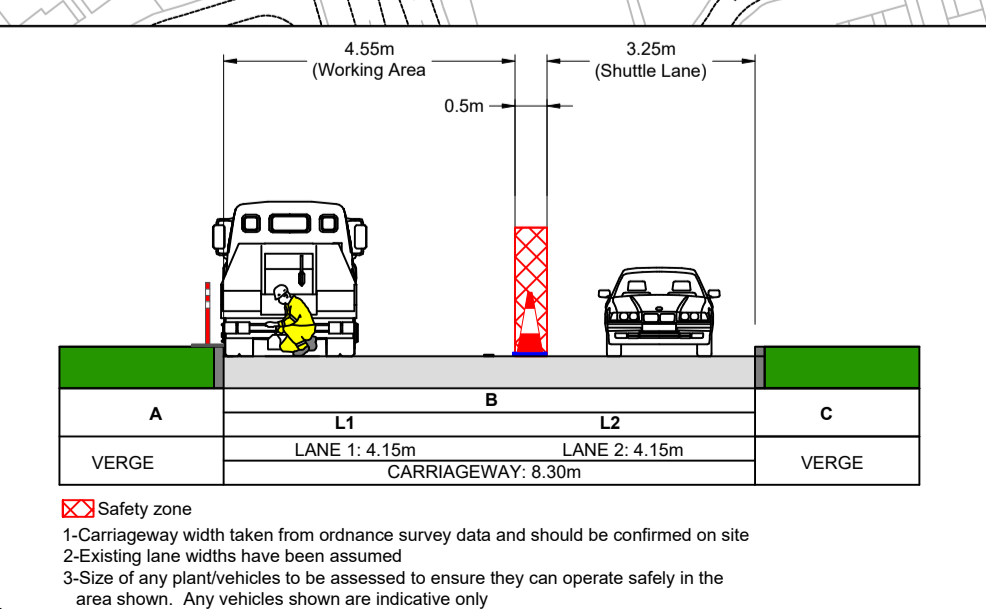 4.55m
(Working Area
3.25m
(Shuttle Lane)
0.5m
A
B
C
L1
L2
VERGE
LANE 1: 4.15m
LANE 2: 4.15m
VERGE
CARRIAGEWAY: 8.30m
Safety zone
1-Carriageway width taken from ordnance survey data and should be confirmed on site
2-Existing lane widths have been assumed
3-Size of any plant/vehicles to be assessed to ensure they can operate safely in the
area shown. Any vehicles shown are indicative only